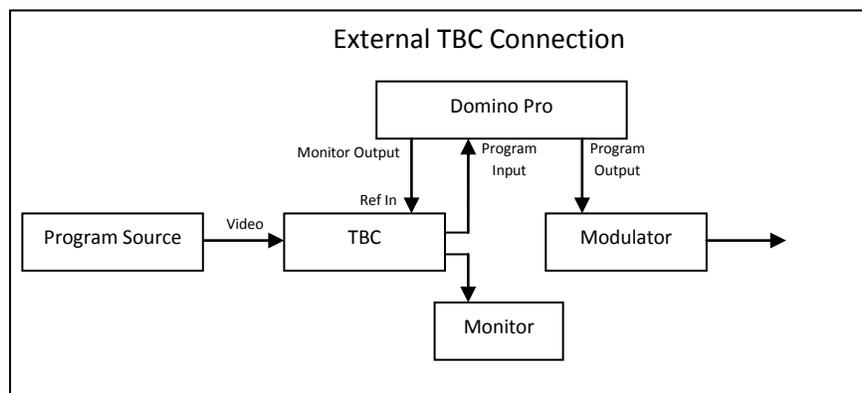 External TBC Connection
Domino Pro
Monitor Output
Program
Input
Program
Output
Ref In
Program Source
Video
TBC
Modulator
Monitor